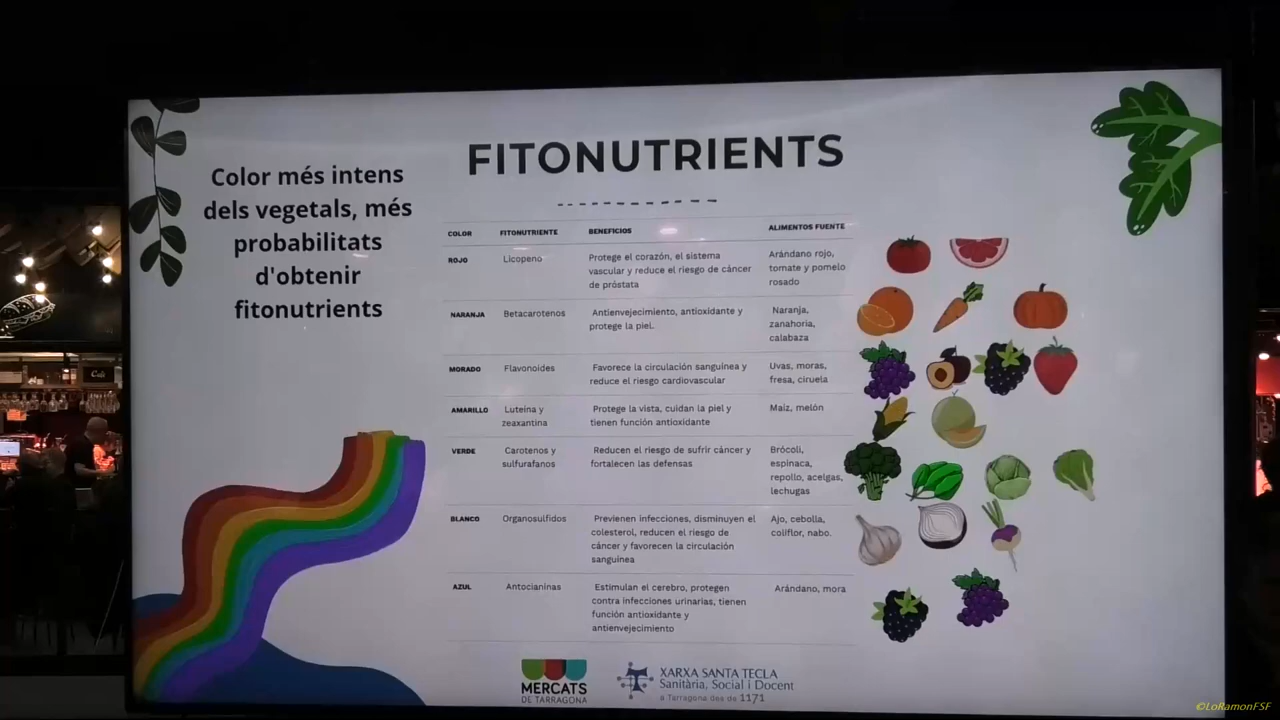 Color més intens
dels vegetals, més
probabilitats
d'obtenir
fitonutrients
FITONUTRIENTS
COLOR FITONUTRIENTE BENEFICIOS ALIMENTOS FUENTE
ROJO Licopeno Protege el corazón, el sistema Arándano rojo,
vascular y reduce el riesgo de cáncer tomate y pomelo
de próstata rosado
NARANJA Betacarotenos Antienvejecimiento, antioxidante y Naranja,
protege la piel. zanahoria,
calabaza
MORADO Flavonoides Favorece la circulación sanguínea y Uvas, moras,
reduce el riesgo cardiovascular fresa, ciruela
AMARILLO Luteína y Protege la vista, cuidan la piel y Maíz, melón
zeaxantina tienen función antioxidante
VERDE Carotenos y Reducen el riesgo de sufrir cáncer y Brócoli,
sulfurafanos fortalecen las defensas espinaca,
repollo, acelgas,
lechugas
BLANCO Organosulfidos Previenen infecciones, disminuyen el Ajo, cebolla,
colesterol, reducen el riesgo de coliflor, nabo.
cáncer y favorecen la circulación
sanguínea
AZUL Antocianinas Estimulan el cerebro, protegen Arándano, mora
contra infecciones urinarias, tienen
función antioxidante y
antienvejecimiento
MERCATS
DE TARRAGONA
XARXA SANTA TECLA
Sanitària, Social i Docent
a Tarragona des de 1171
©LoRamonFSF